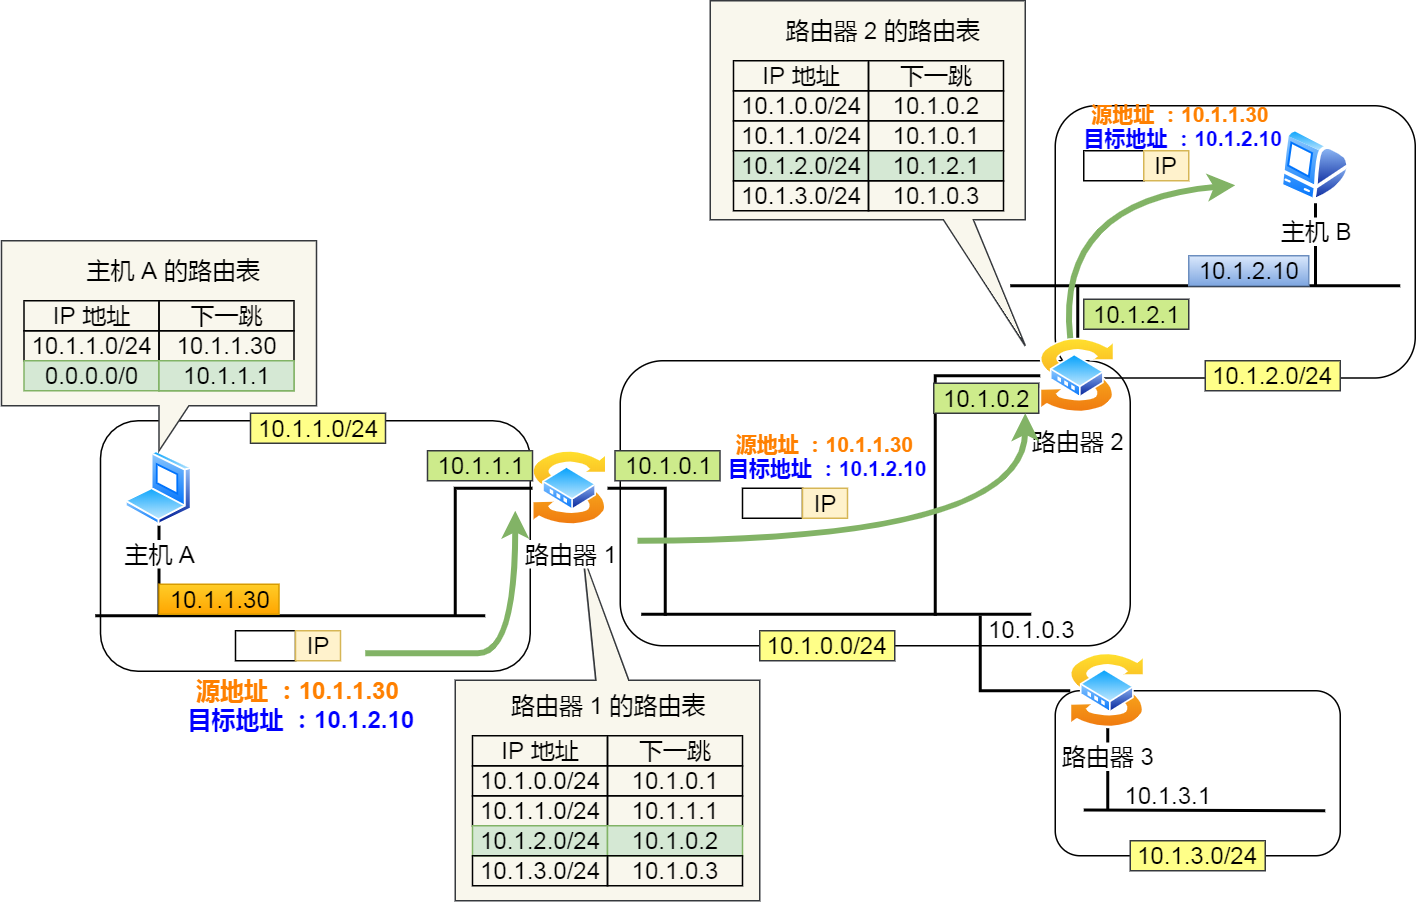 路由器 2 的路由表
IP 地址 下一跳
10.1.0.0/24 10.1.0.2
10.1.1.0/24 10.1.0.1
10.1.2.0/24 10.1.2.1
10.1.3.0/24 10.1.0.3
源地址 ：10.1.1.30
目标地址 ：10.1.2.10
IP
主机 B
10.1.2.10
10.1.2.1
10.1.2.0/24
主机 A 的路由表
IP 地址 下一跳
10.1.1.0/24 10.1.1.30
0.0.0.0/0 10.1.1.1
10.1.1.0/24
主机 A
10.1.1.30
10.1.1.1
路由器 1
10.1.0.1
IP
源地址 ：10.1.1.30
目标地址 ：10.1.2.10
源地址 ：10.1.1.30
目标地址 ：10.1.2.10
IP
10.1.0.2
路由器 2
10.1.0.0/24
10.1.0.3
路由器 1 的路由表
IP 地址 下一跳
10.1.0.0/24 10.1.0.1
10.1.1.0/24 10.1.1.1
10.1.2.0/24 10.1.0.2
10.1.3.0/24 10.1.0.3
路由器 3
10.1.3.1
10.1.3.0/24